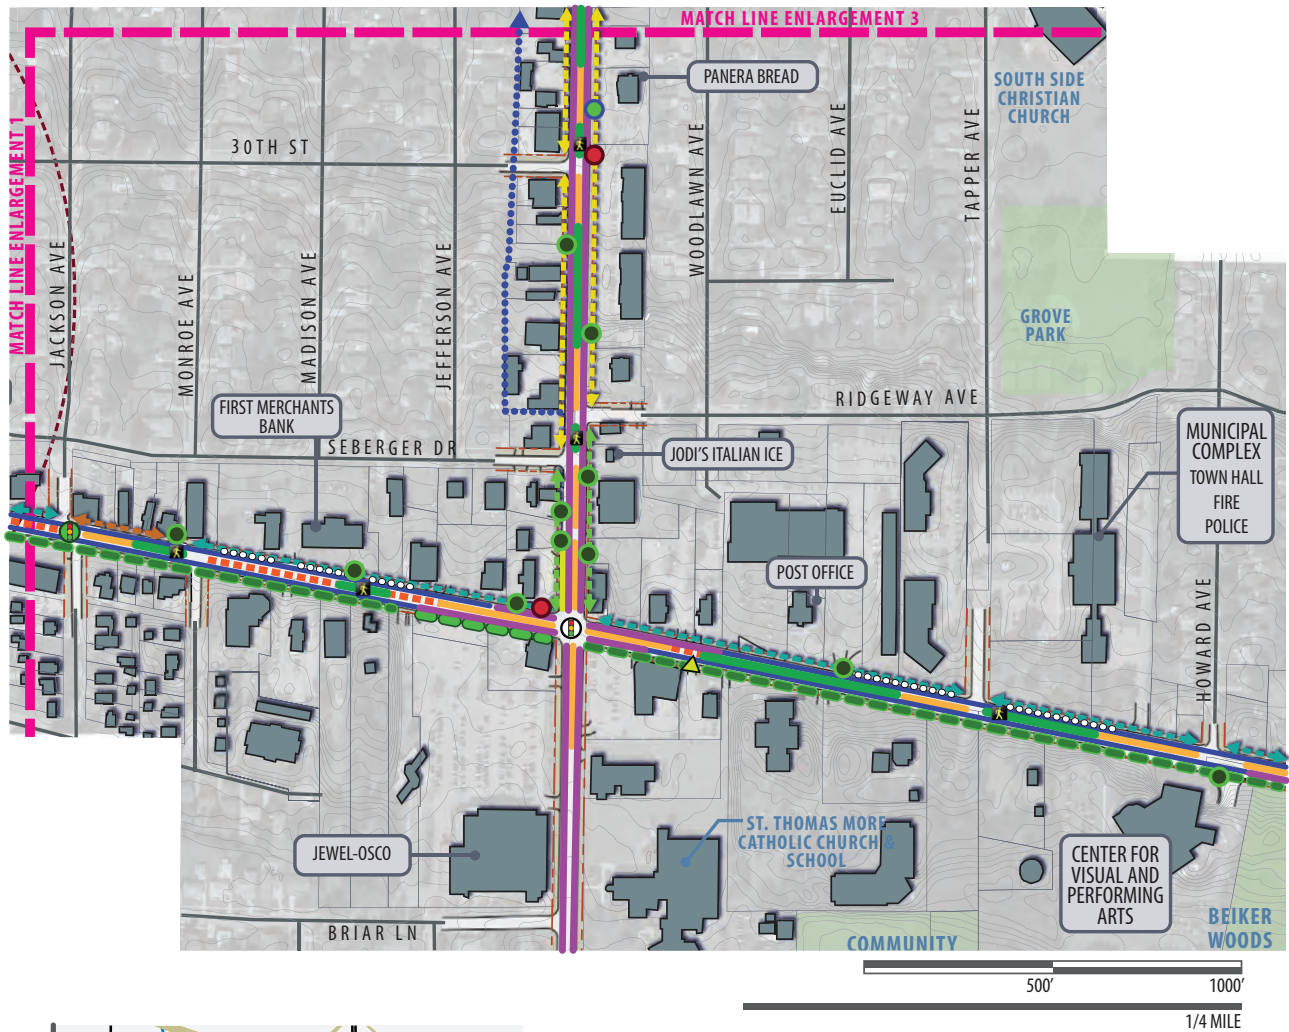 MATCH LINE ENLARGEMENT 3
PANERA BREAD
SOUTH SIDE
CHRISTIAN
CHURCH
MATCH LINE ENLARGEMENT 1
30TH ST
JACKSON AVE
MONROE AVE
MADISON AVE
JEFFERSON AVE
WOODLAWN AVE
EUCLID AVE
TAPPER AVE
GROVE
PARK
RIDGEWAY AVE
FIRST MERCHANTS
BANK
SEBERGER DR
JODI'S ITALIAN ICE
MUNICIPAL
COMPLEX
TOWN HALL
FIRE
POLICE
POST OFFICE
HOWARD AVE
JEWEL-OSCO
ST. THOMAS MORE
CATHOLIC CHURCH &
SCHOOL
CENTER FOR
VISUAL AND
PERFORMING
ARTS
BRIAR LN
COMMUNITY
BEIKER
WOODS
500'
1000'
1/4 MILE